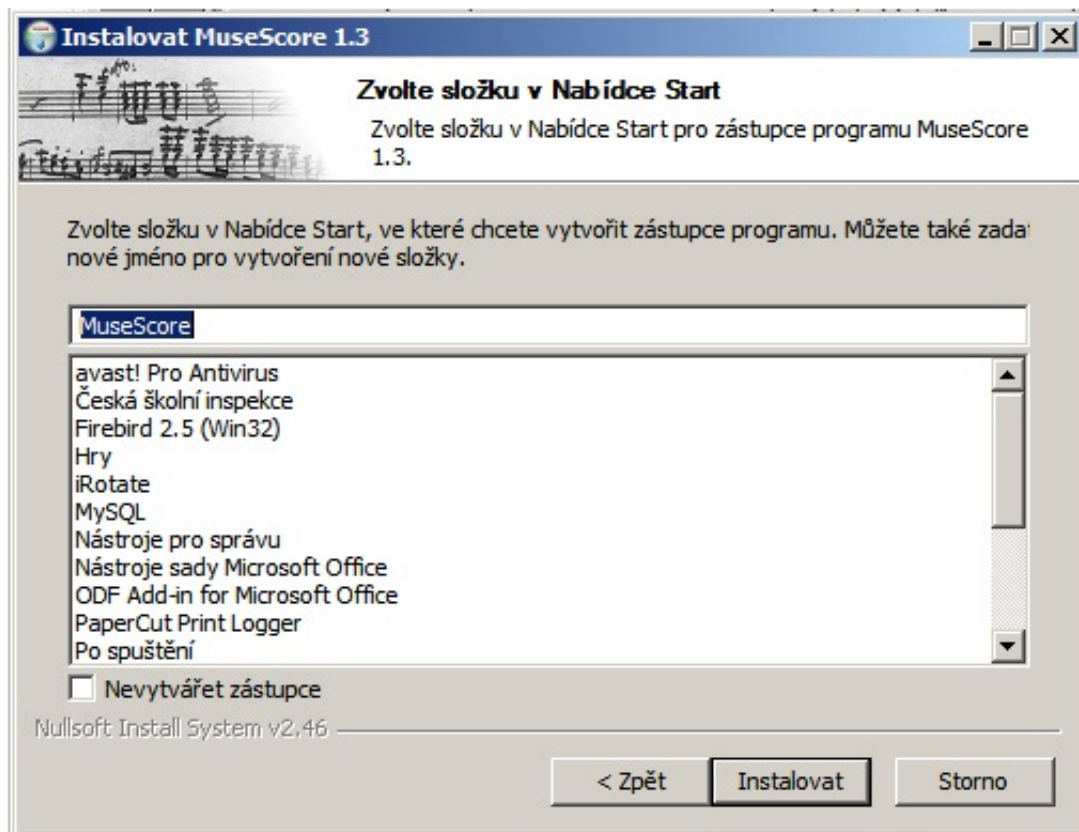 Instalovat MuseScore 1.3
Zvolte složku v Nabídce Start
Zvolte složku v Nabídce Start pro zástupce programu MuseScore
1.3.
Zvolte složku v Nabídce Start, ve které chcete vytvořit zástupce programu. Můžete také zadat
nové jméno pro vytvoření nové složky.
MuseScore
avast! Pro Antivirus
Česká školní inspekce
Firebird 2.5 (Win32)
Hry
iRotate
MySQL
Nástroje pro správu
Nástroje sady Microsoft Office
ODF Add-in for Microsoft Office
PaperCut Print Logger
Po spuštění
Nevytvářet zástupce
Nullsoft Install System v2.46
< Zpět
Instalovat
Storno